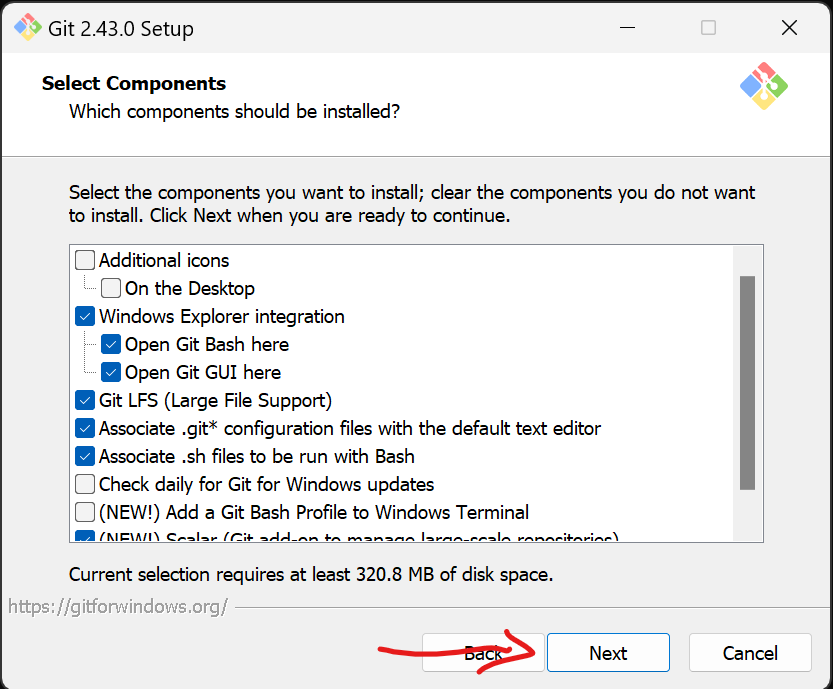 Git 2.43.0 Setup
Select Components
Which components should be installed?
Select the components you want to install; clear the components you do not want
to install. Click Next when you are ready to continue.
Additional icons
On the Desktop
Windows Explorer integration
Open Git Bash here
Open Git GUI here
Git LFS (Large File Support)
Associate .git* configuration files with the default text editor
Associate .sh files to be run with Bash
Check daily for Git for Windows updates
(NEW!) Add a Git Bash Profile to Windows Terminal
(NEW!) Scalar (Git add-on to manage large-scale repositories)
Current selection requires at least 320.8 MB of disk space.
https://gitforwindows.org/
Back Next Cancel